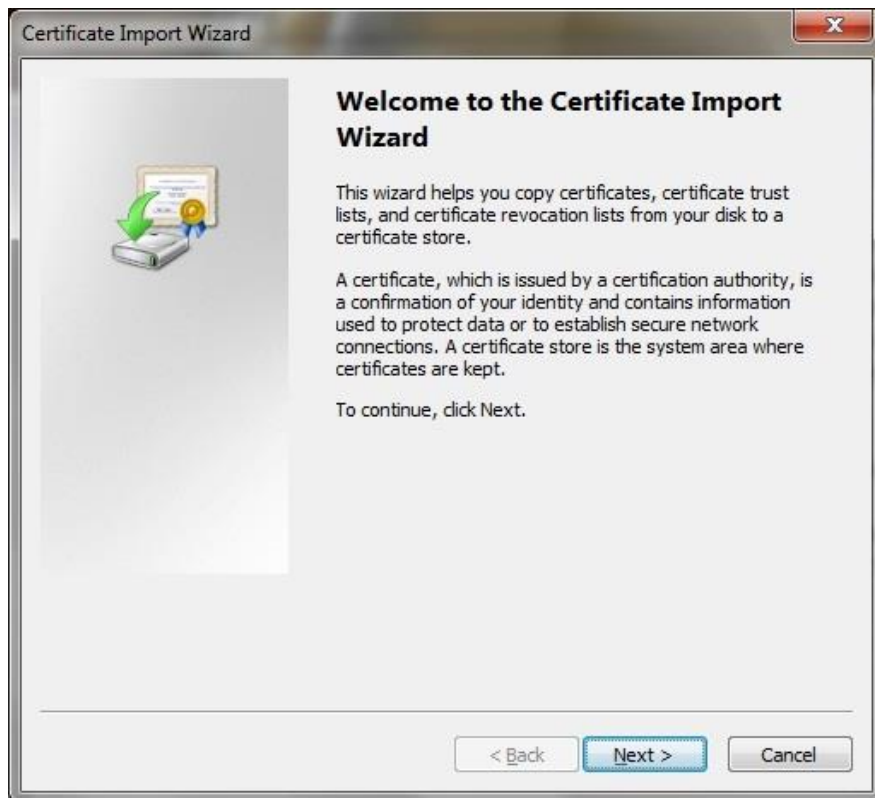 Certificate Import Wizard
Welcome to the Certificate Import
Wizard
This wizard helps you copy certificates, certificate trust
lists, and certificate revocation lists from your disk to a
certificate store.
A certificate, which is issued by a certification authority, is
a confirmation of your identity and contains information
used to protect data or to establish secure network
connections. A certificate store is the system area where
certificates are kept.
To continue, click Next.
< Back
Next >
Cancel